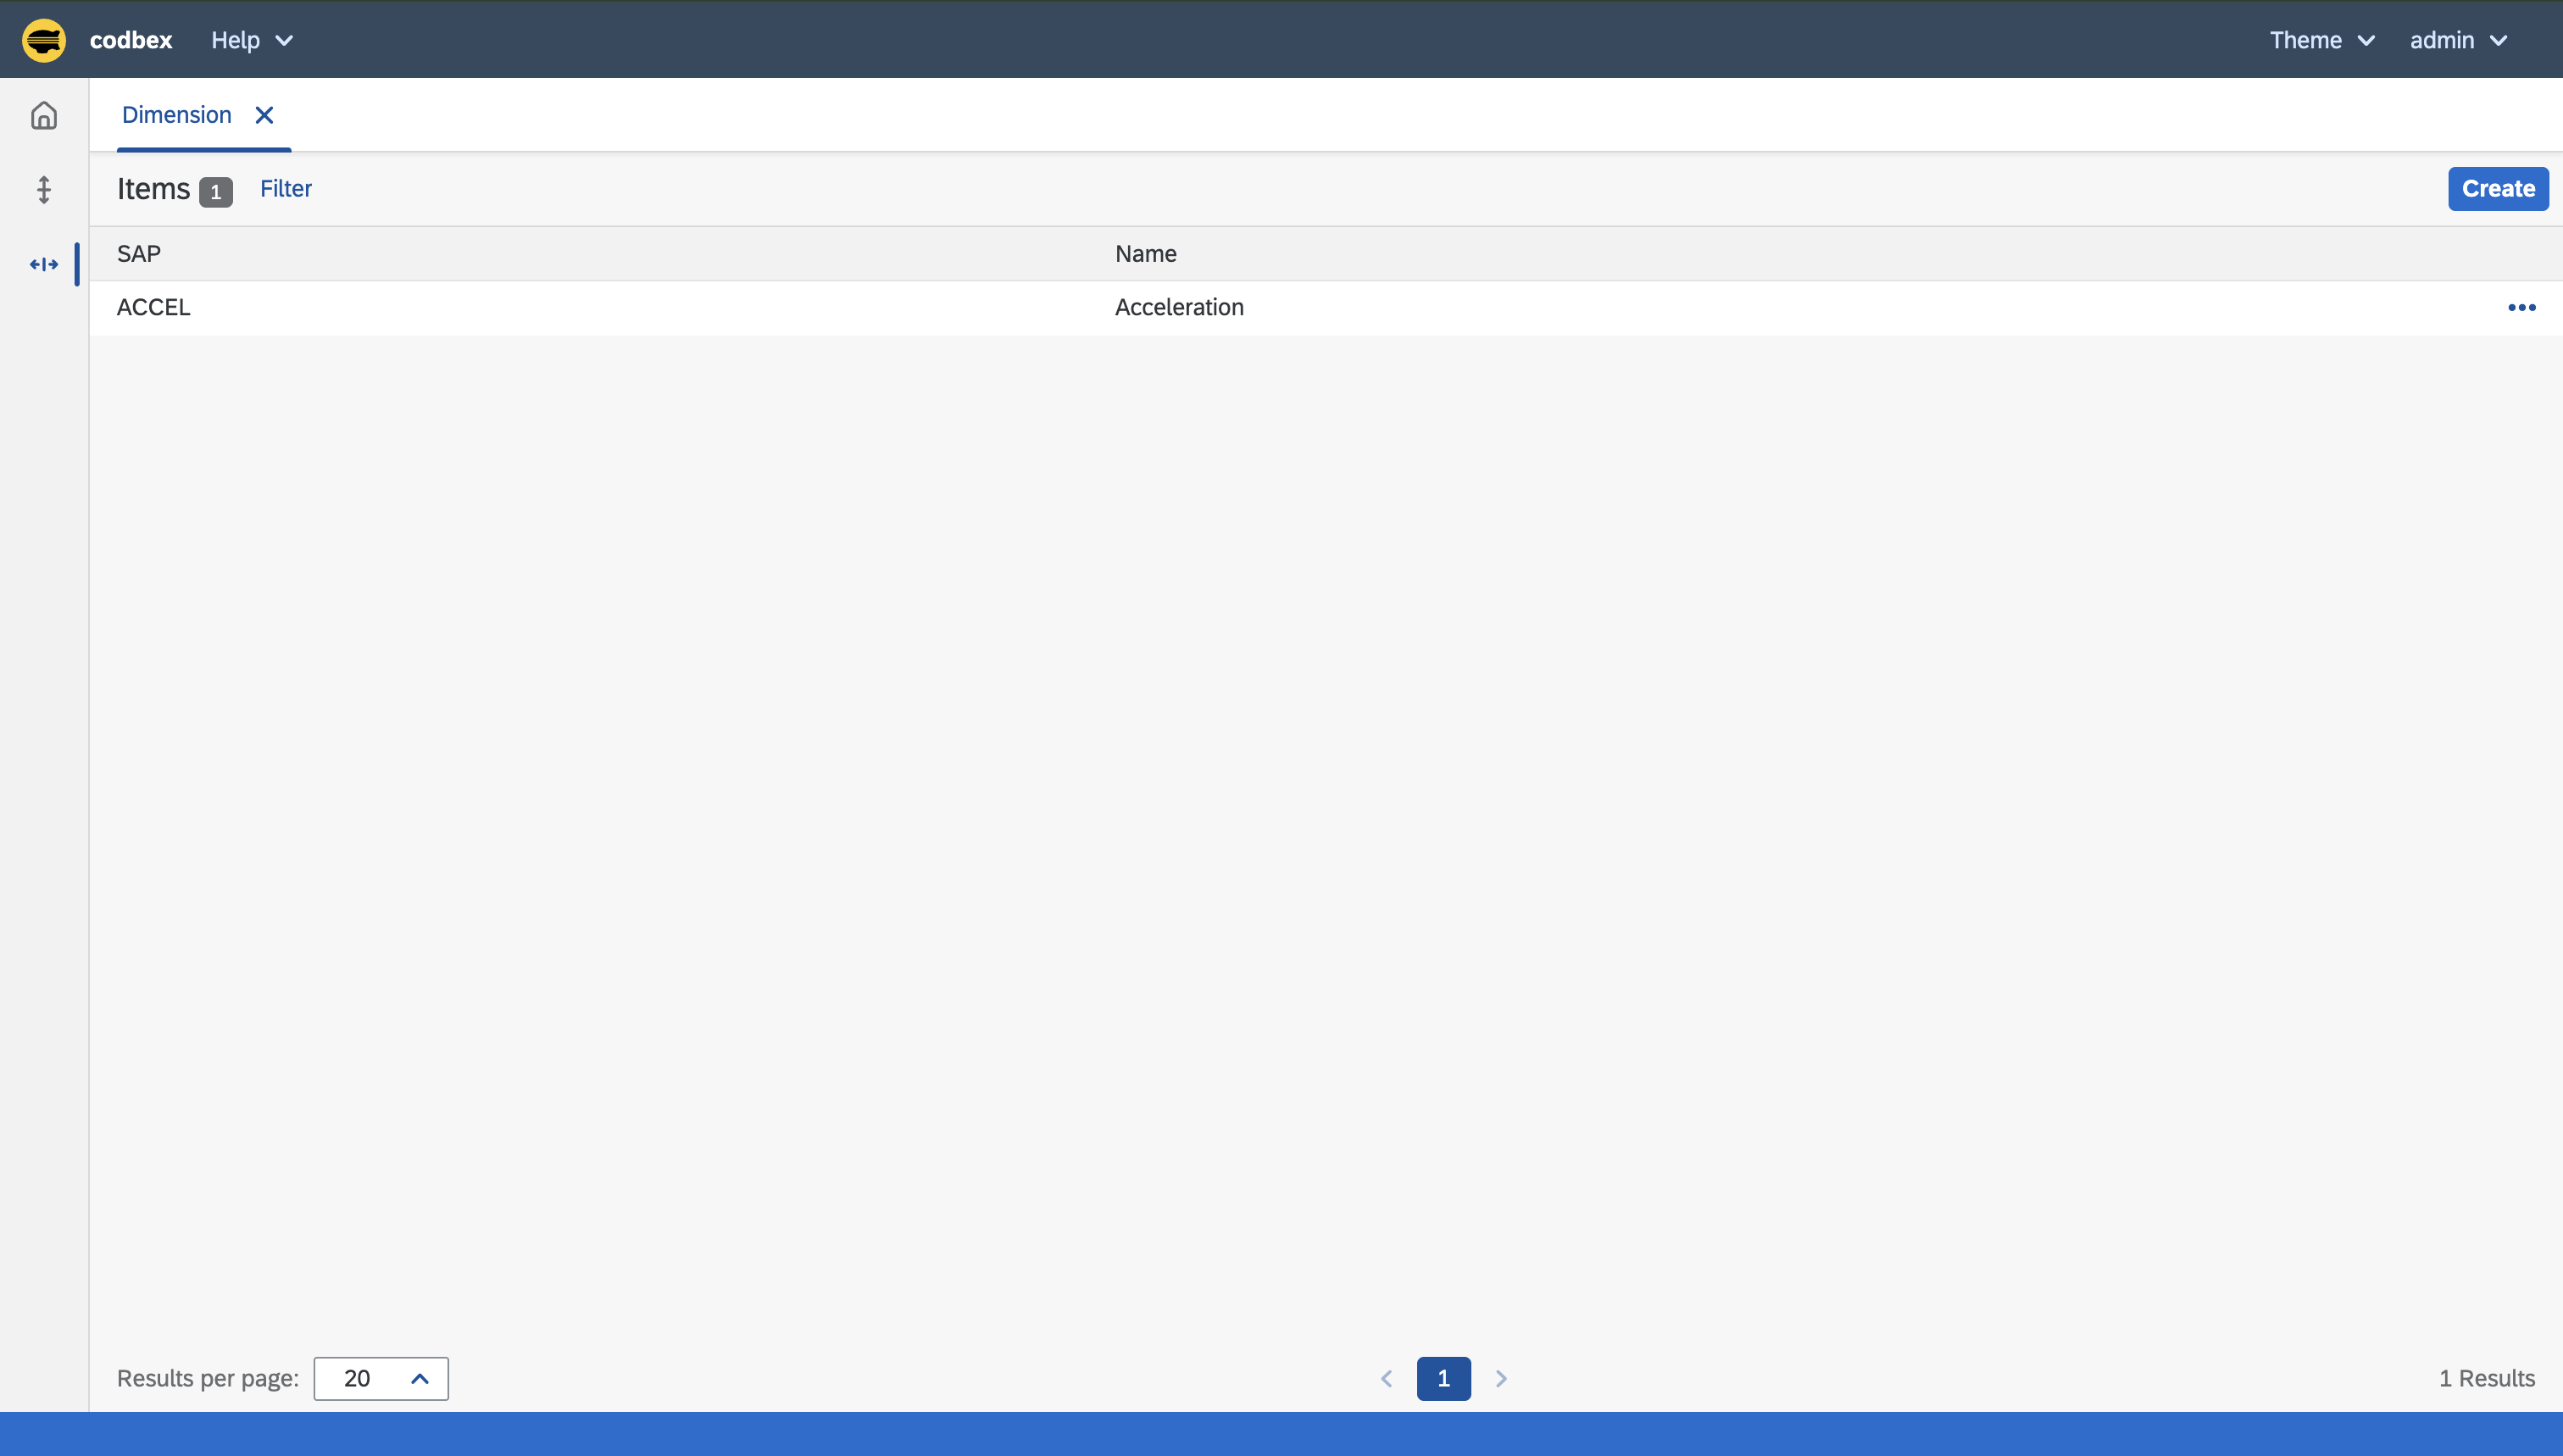 codbex Help Theme admin
Dimension
Items 1 Filter Create
SAP Name
ACCEL Acceleration
Results per page: 20 1 1 Results